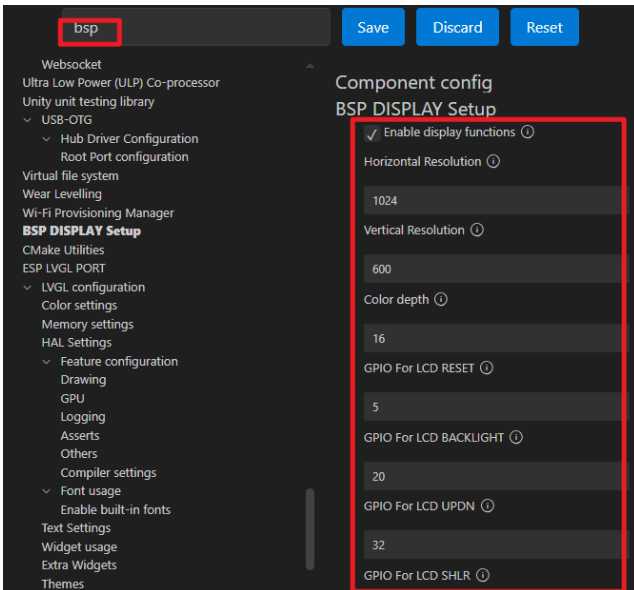 bsp
Save
Discard
Reset
Websocket
Ultra Low Power (ULP) Co-processor
Unity unit testing library
USB-OTG
Hub Driver Configuration
Root Port configuration
Virtual file system
Wear Levelling
Wi-Fi Provisioning Manager
BSP DISPLAY Setup
CMake Utilities
ESP LVGL PORT
LVGL configuration
Color settings
Memory settings
HAL Settings
Feature configuration
Drawing
GPU
Logging
Asserts
Others
Compiler settings
Font usage
Enable built-in fonts
Text Settings
Widget usage
Extra Widgets
Themes
Component config
BSP DISPLAY Setup
Enable display functions
Horizontal Resolution
1024
Vertical Resolution
600
Color depth
16
GPIO For LCD RESET
5
GPIO For LCD BACKLIGHT
20
GPIO For LCD UPDN
32
GPIO For LCD SHLR